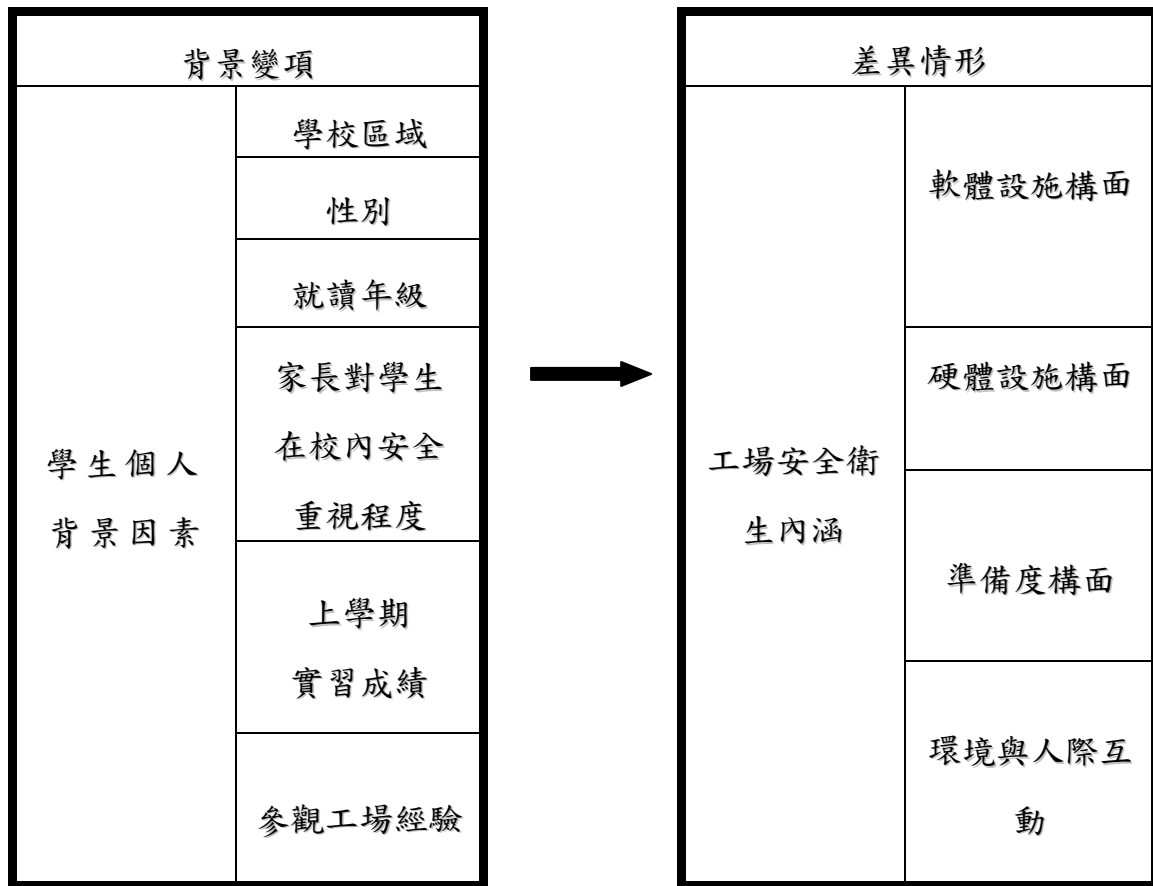 背景變項
學生個人
背景因素
學校區域
性別
就讀年級
家長對學生
在校內安全
重視程度
上學期
實習成績
參觀工場經驗
差異情形
工場安全衛
生內涵
軟體設施構面
硬體設施構面
準備度構面
環境與人際互
動